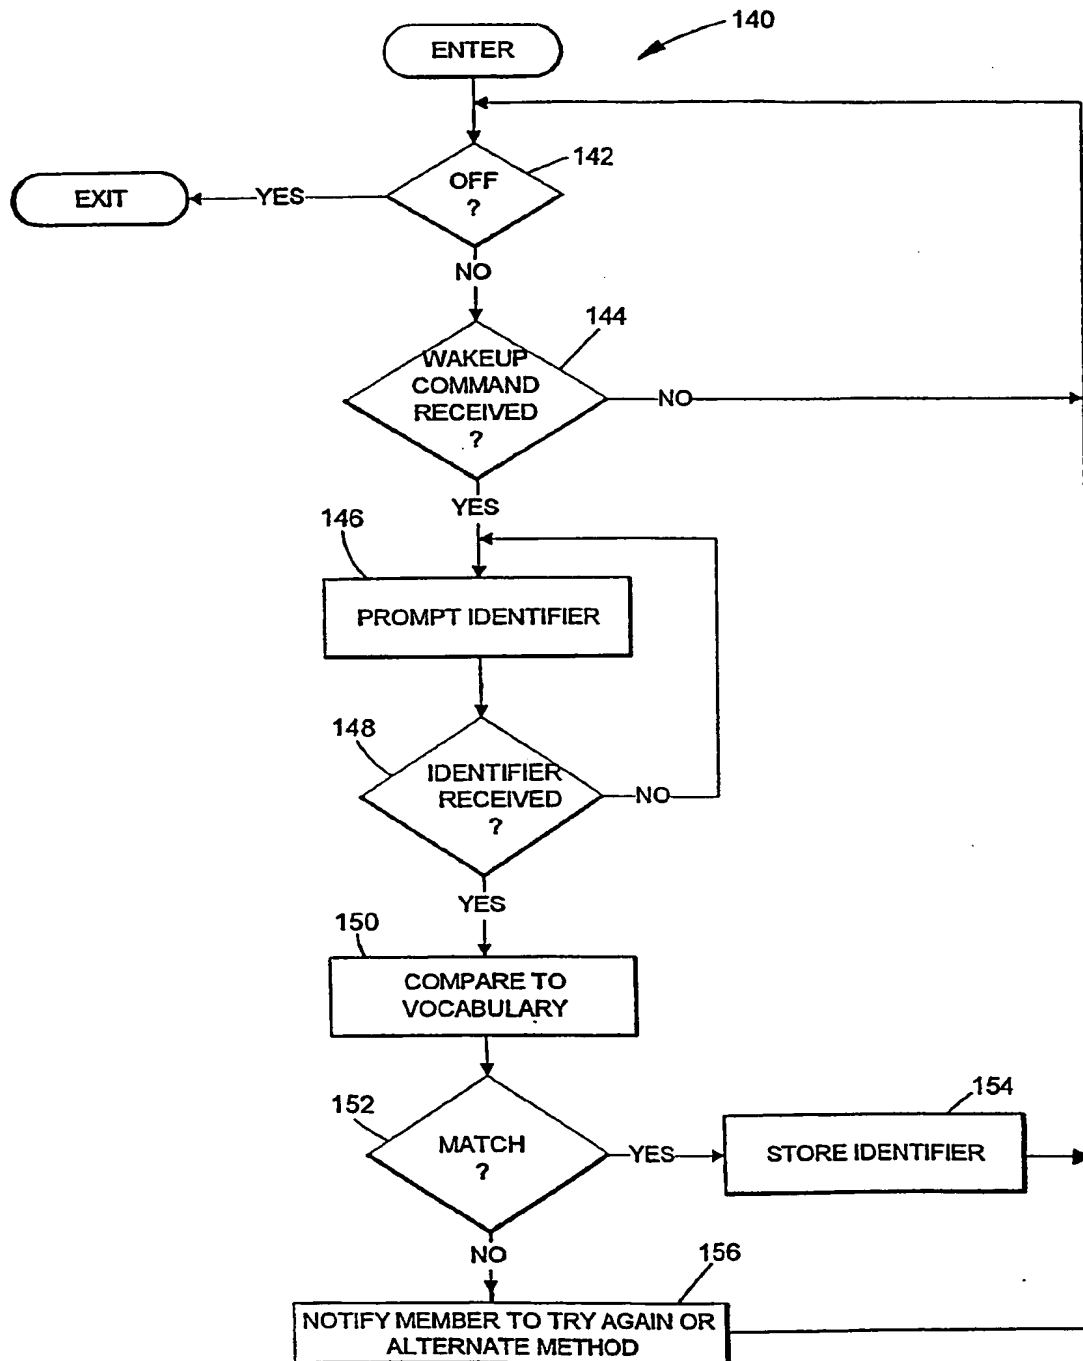 ENTER
140
142
OFF
?
YES
EXIT
NO
144
WAKEUP
COMMAND
RECEIVED
?
NO
YES
146
PROMPT IDENTIFIER
148
IDENTIFIER
RECEIVED
?
NO
YES
150
COMPARE TO
VOCABULARY
152
MATCH
?
YES
154
STORE IDENTIFIER
NO
156
NOTIFY MEMBER TO TRY AGAIN OR
ALTERNATE METHOD